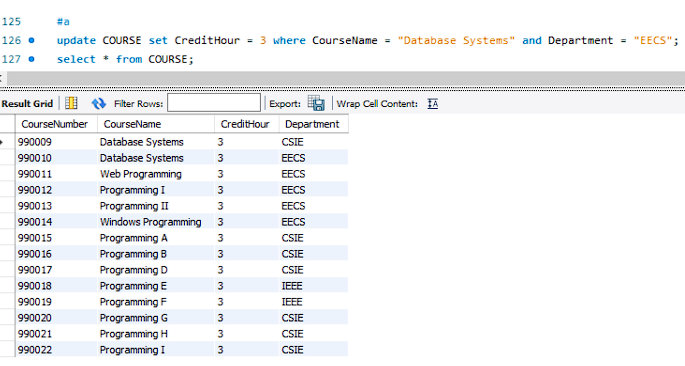 125 #a
126 update COURSE set CreditHour = 3 where CourseName = "Database Systems" and Department = "EECS";
127 select * from COURSE;
Result Grid Filter Rows: Export: Wrap Cell Content:
CourseNumber CourseName CreditHour Department
990009 Database Systems 3 CSIE
990010 Database Systems 3 EECS
990011 Web Programming 3 EECS
990012 Programming I 3 EECS
990013 Programming II 3 EECS
990014 Windows Programming 3 EECS
990015 Programming A 3 CSIE
990016 Programming B 3 CSIE
990017 Programming D 3 CSIE
990018 Programming E 3 IEEE
990019 Programming F 3 IEEE
990020 Programming G 3 CSIE
990021 Programming H 3 CSIE
990022 Programming I 3 CSIE